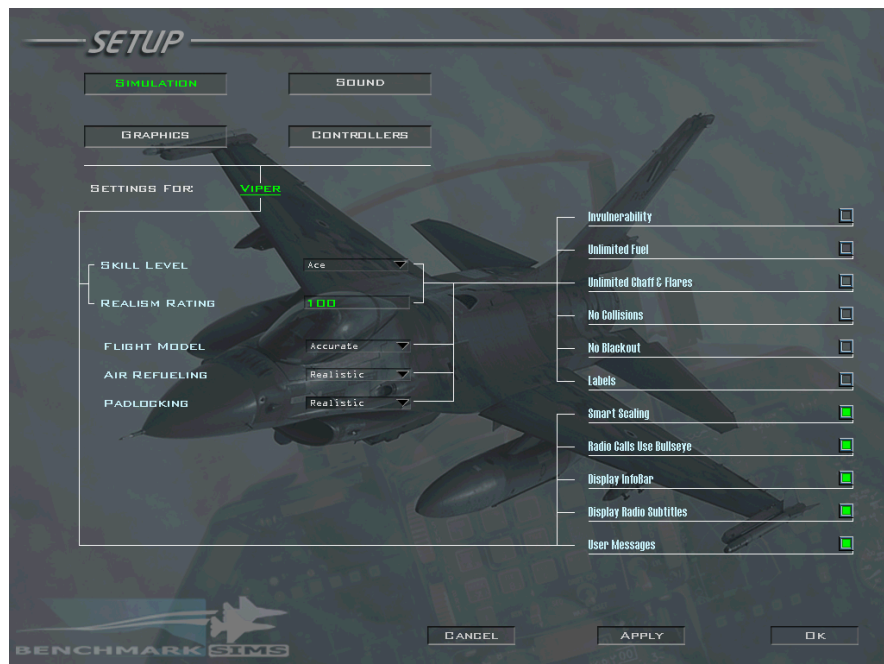 SETUP
SIMULATION
SOUND
GRAPHICS
CONTROLLERS
SETTINGS FOR: VIPER
SKILL LEVEL Ace
REALISM RATING 100
FLIGHT MODEL Accurate
AIR REFUELING Realistic
PADLOCKING Realistic
Invulnerability
Unlimited Fuel
Unlimited Chaff & Flares
No Collisions
No Blackout
Labels
Smart Scaling
Radio Calls Use Bullseye
Display InfoBar
Display Radio Subtitles
User Messages
BENCHMARK SIMS
CANCEL
APPLY
OK